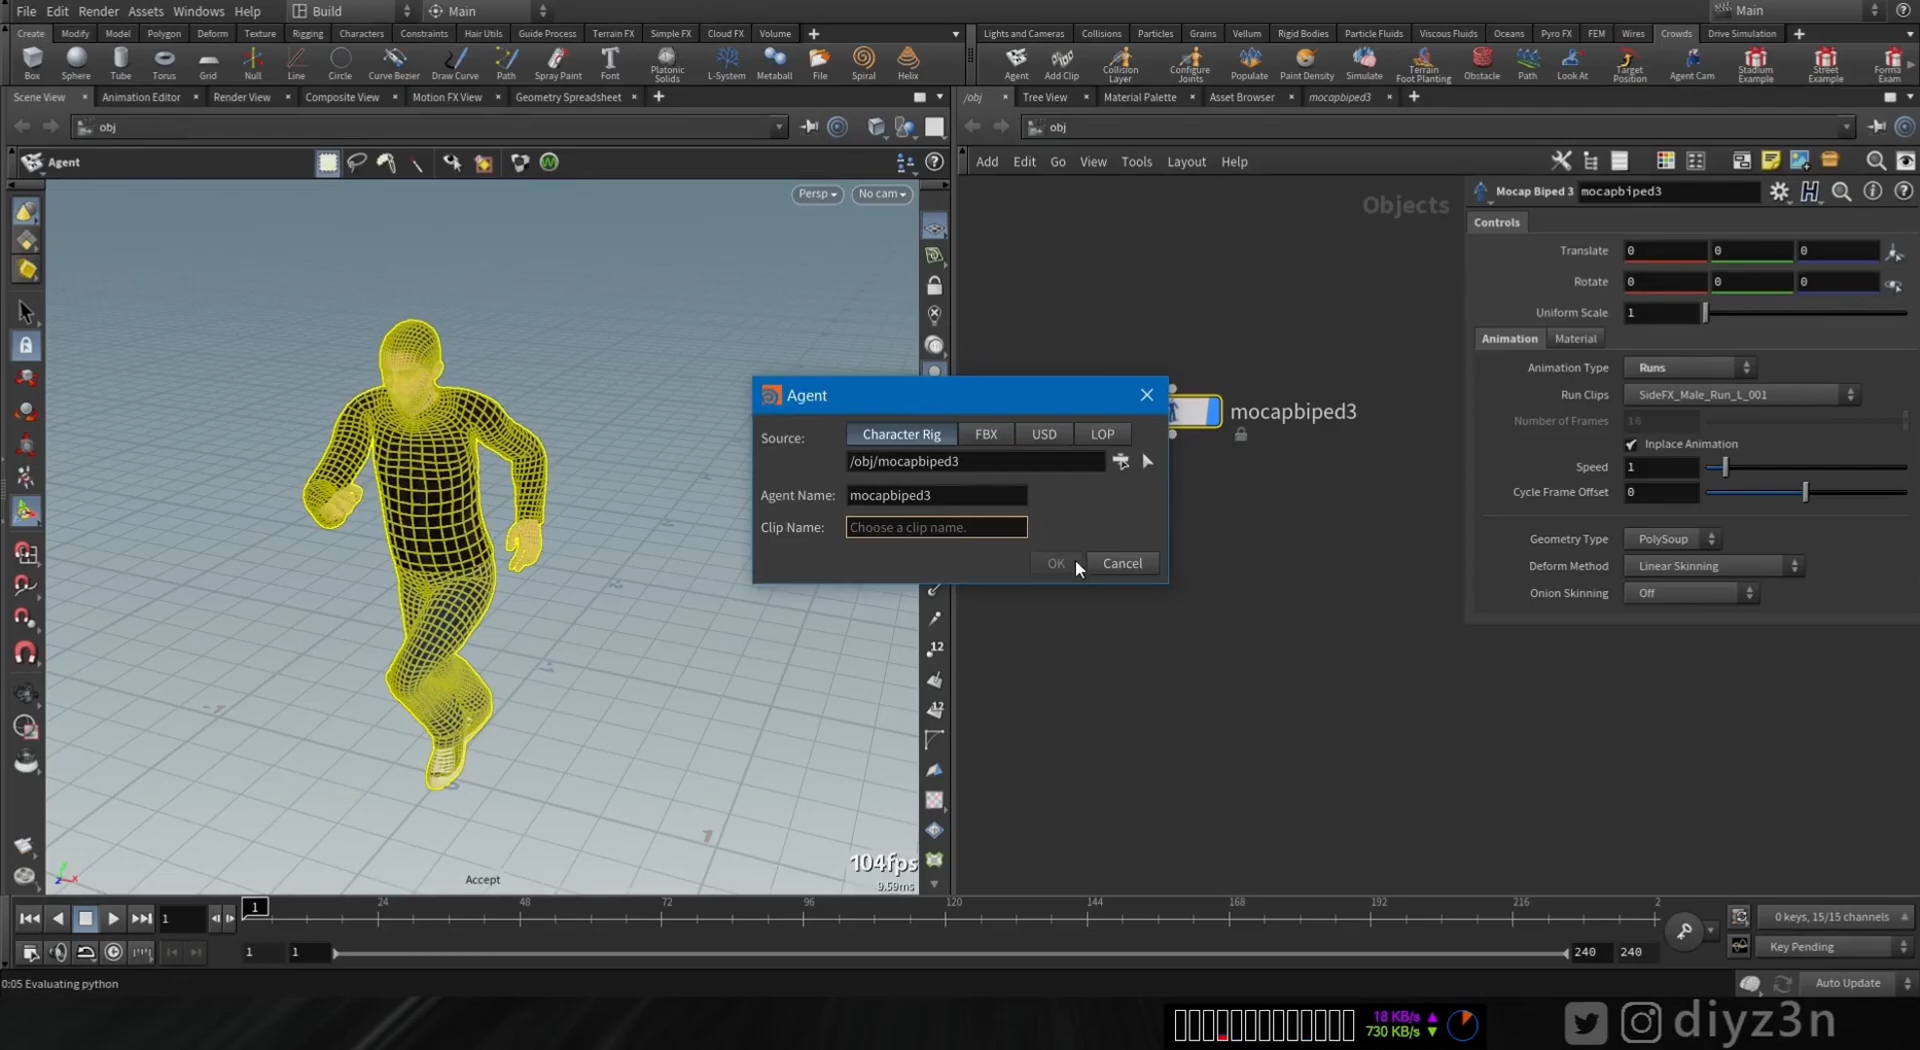 File Edit Render Assets Windows Help Build Main Main
Create Modify Model Polygon Deform Texture Rigging Characters Constraints Hair Utils Guide Process Terrain FX Simple FX Cloud FX Volume
Lights and Cameras Collisions Particles Grains Vellum Rigid Bodies Particle Fluids Viscous Fluids Oceans Pyro FX FEM Wires Crowds Drive Simulation
Box Sphere Tube Torus Grid Null Line Circle Curve Bezier Draw Curve Path Spray Paint Font Platonic Solids L-System Metaball File Spiral Helix
Agent Add Clip Collision Layer Configure Joints Populate Paint Density Simulate Terrain Foot Planting Obstacle Path Look At Target Position Agent Cam Stadium Example Street Example Forma Exam
Scene View Animation Editor Render View Composite View Motion FX View Geometry Spreadsheet
/obj Tree View Material Palette Asset Browser mocapbiped3
obj
obj
Agent
Add Edit Go View Tools Layout Help
Persp No cam
Objects
Mocap Biped 3 mocapbiped3
Controls
Translate 0 0 0
Rotate 0 0 0
Uniform Scale 1
Animation Material
Animation Type Runs
Run Clips SideFX_Male_Run_L_001
Number of Frames 16
Inplace Animation
Speed 1
Cycle Frame Offset 0
Geometry Type PolySoup
Deform Method Linear Skinning
Onion Skinning Off
mocapbiped3
Agent
Source: Character Rig FBX USD LOP
/obj/mocapbiped3
Agent Name: mocapbiped3
Clip Name: Choose a clip name.
OK Cancel
12
12
104fps
9.59ms
Accept
1 1 24 48 72 96 120 144 168 192 216 2
0 keys, 15/15 channels
1 1 240 240
Key Pending
0:05 Evaluating python
Auto Update
18 KB/s
730 KB/s
diyz3n